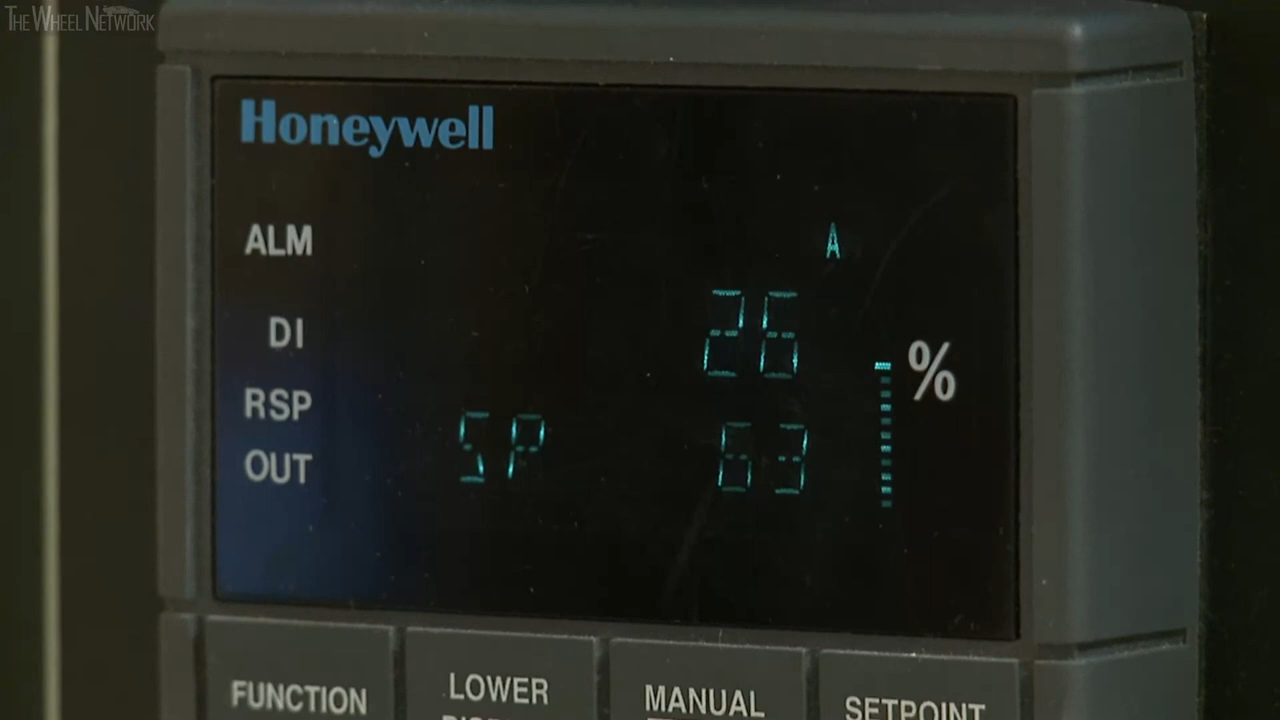 THE WHEEL NETWORK
Honeywell
ALM A
DI 26
%
RSP
SP 63
OUT
FUNCTION LOWER MANUAL SETPOINT